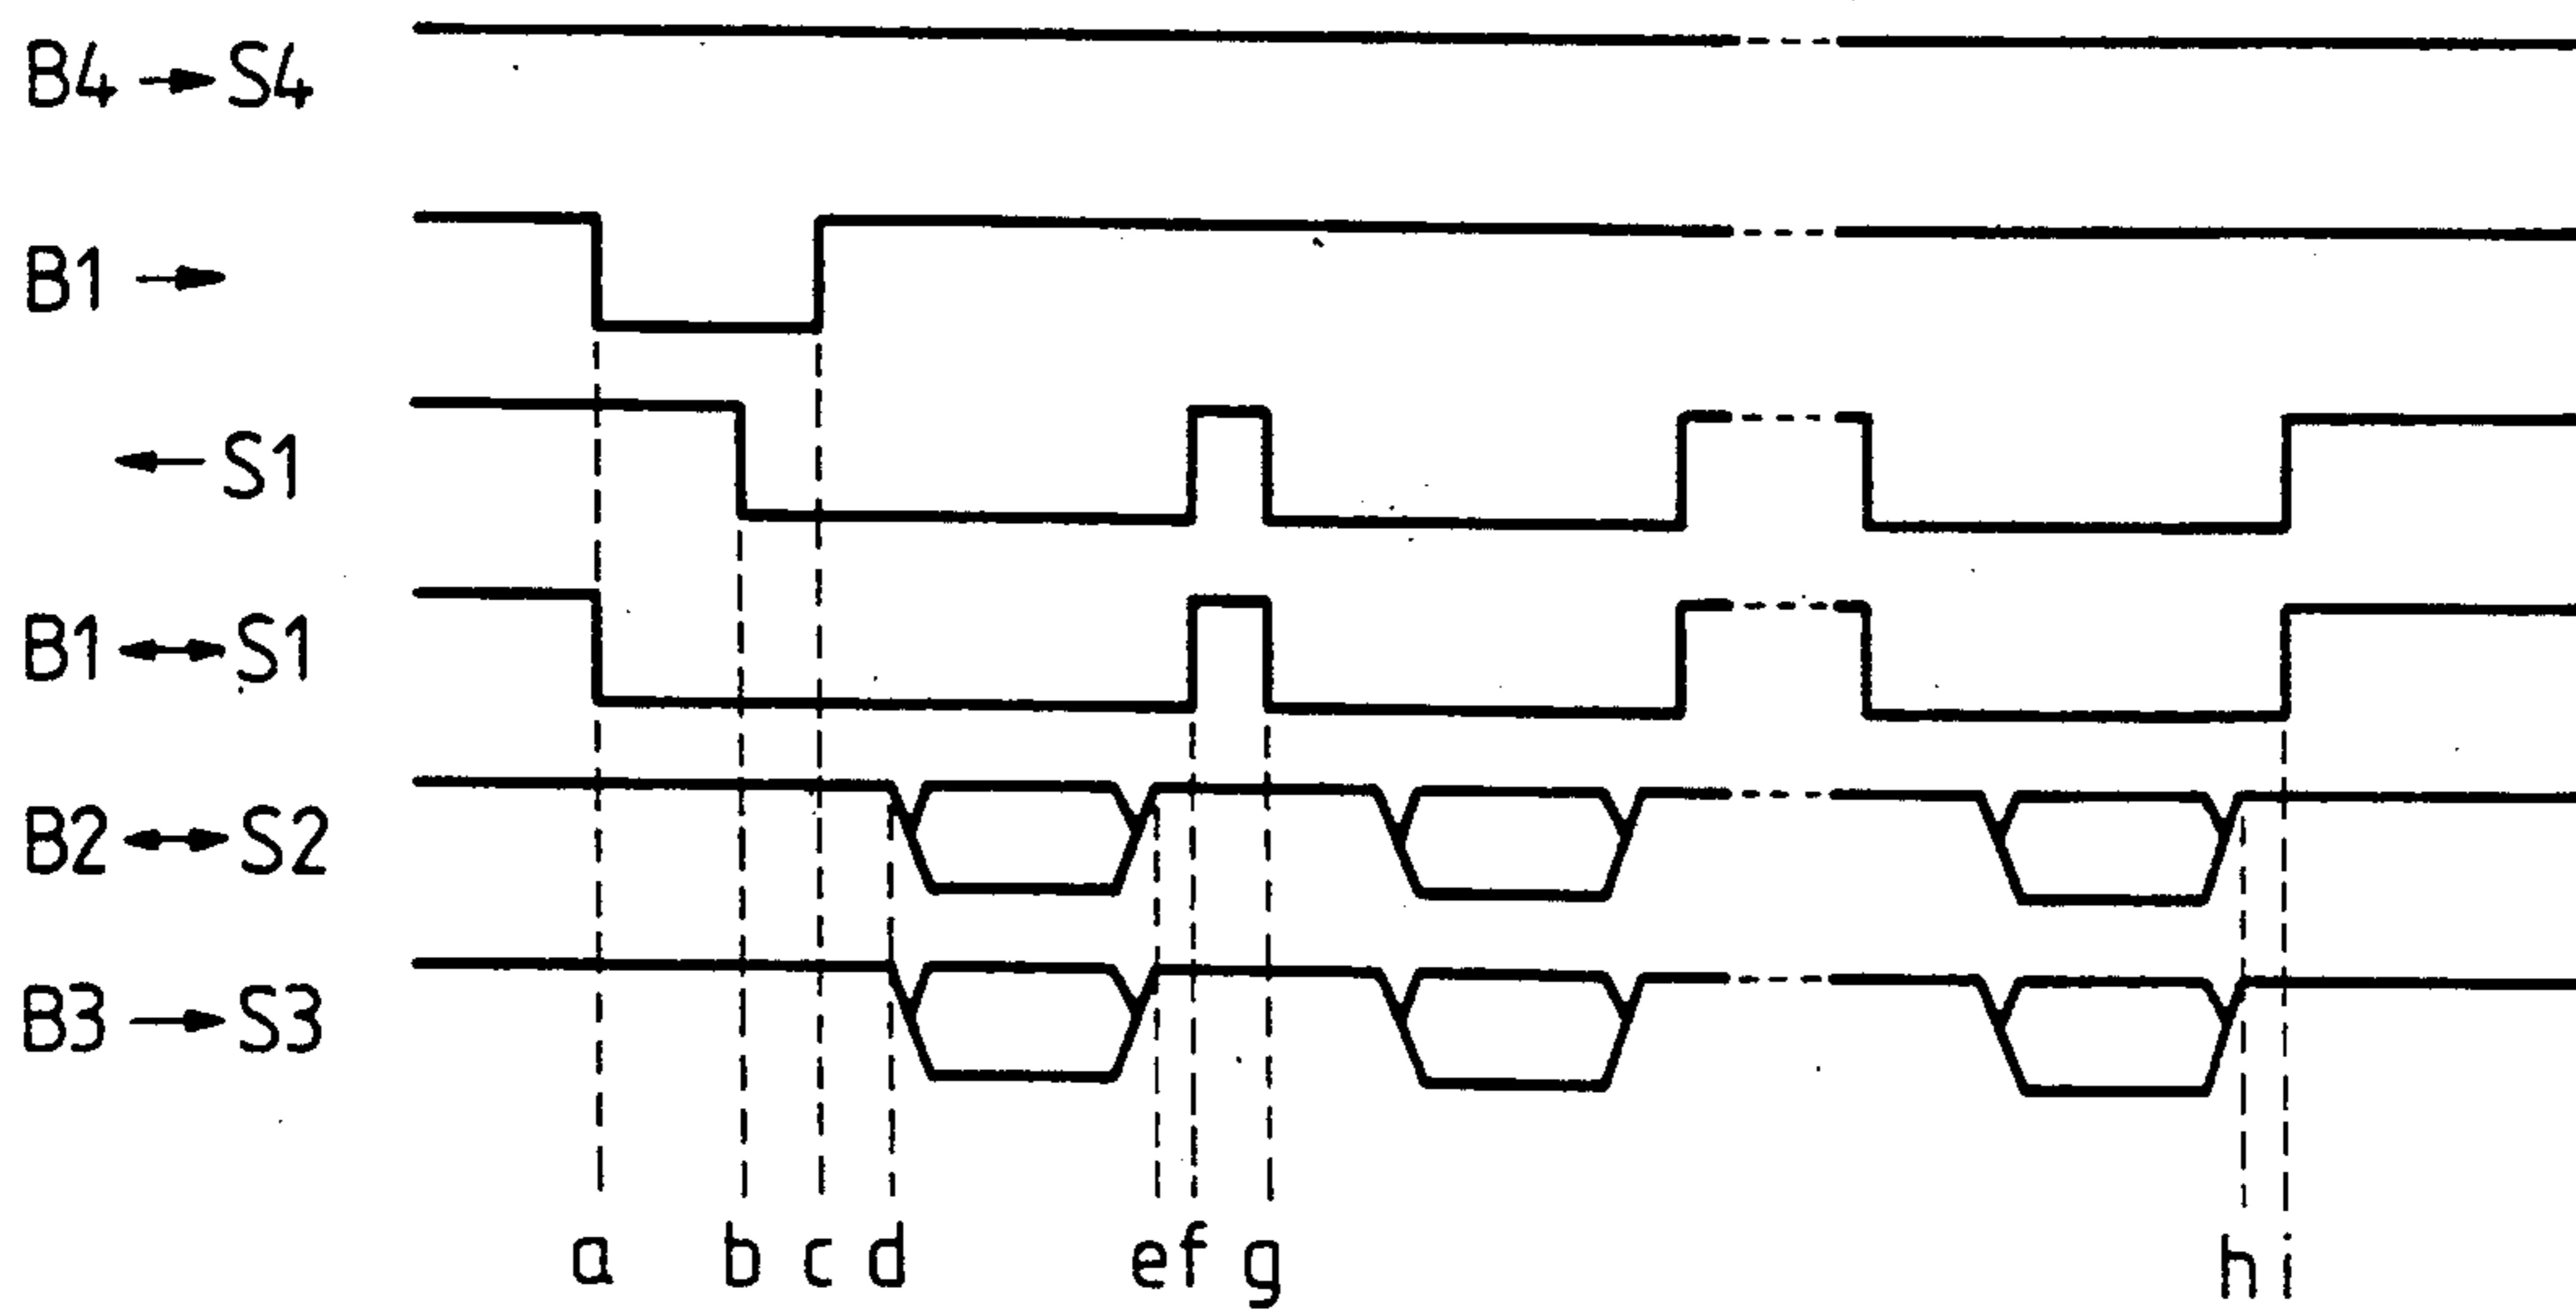 B4 → S4
B1 →
← S1
B1 ↔ S1
B2 ↔ S2
B3 → S3
a b c d e f g h i